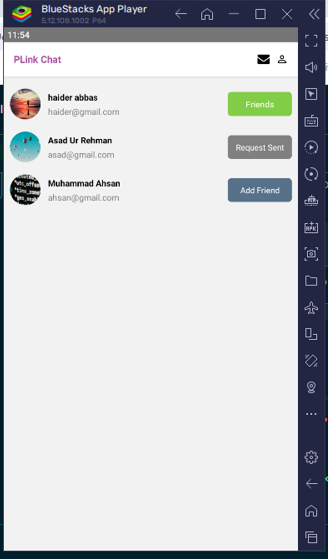 BlueStacks App Player
5.12.108.1002 P64
11:54
PLink Chat
haider abbas
haider@gmail.com
Friends
Asad Ur Rehman
asad@gmail.com
Request Sent
Muhammad Ahsan
ahsan@gmail.com
Add Friend